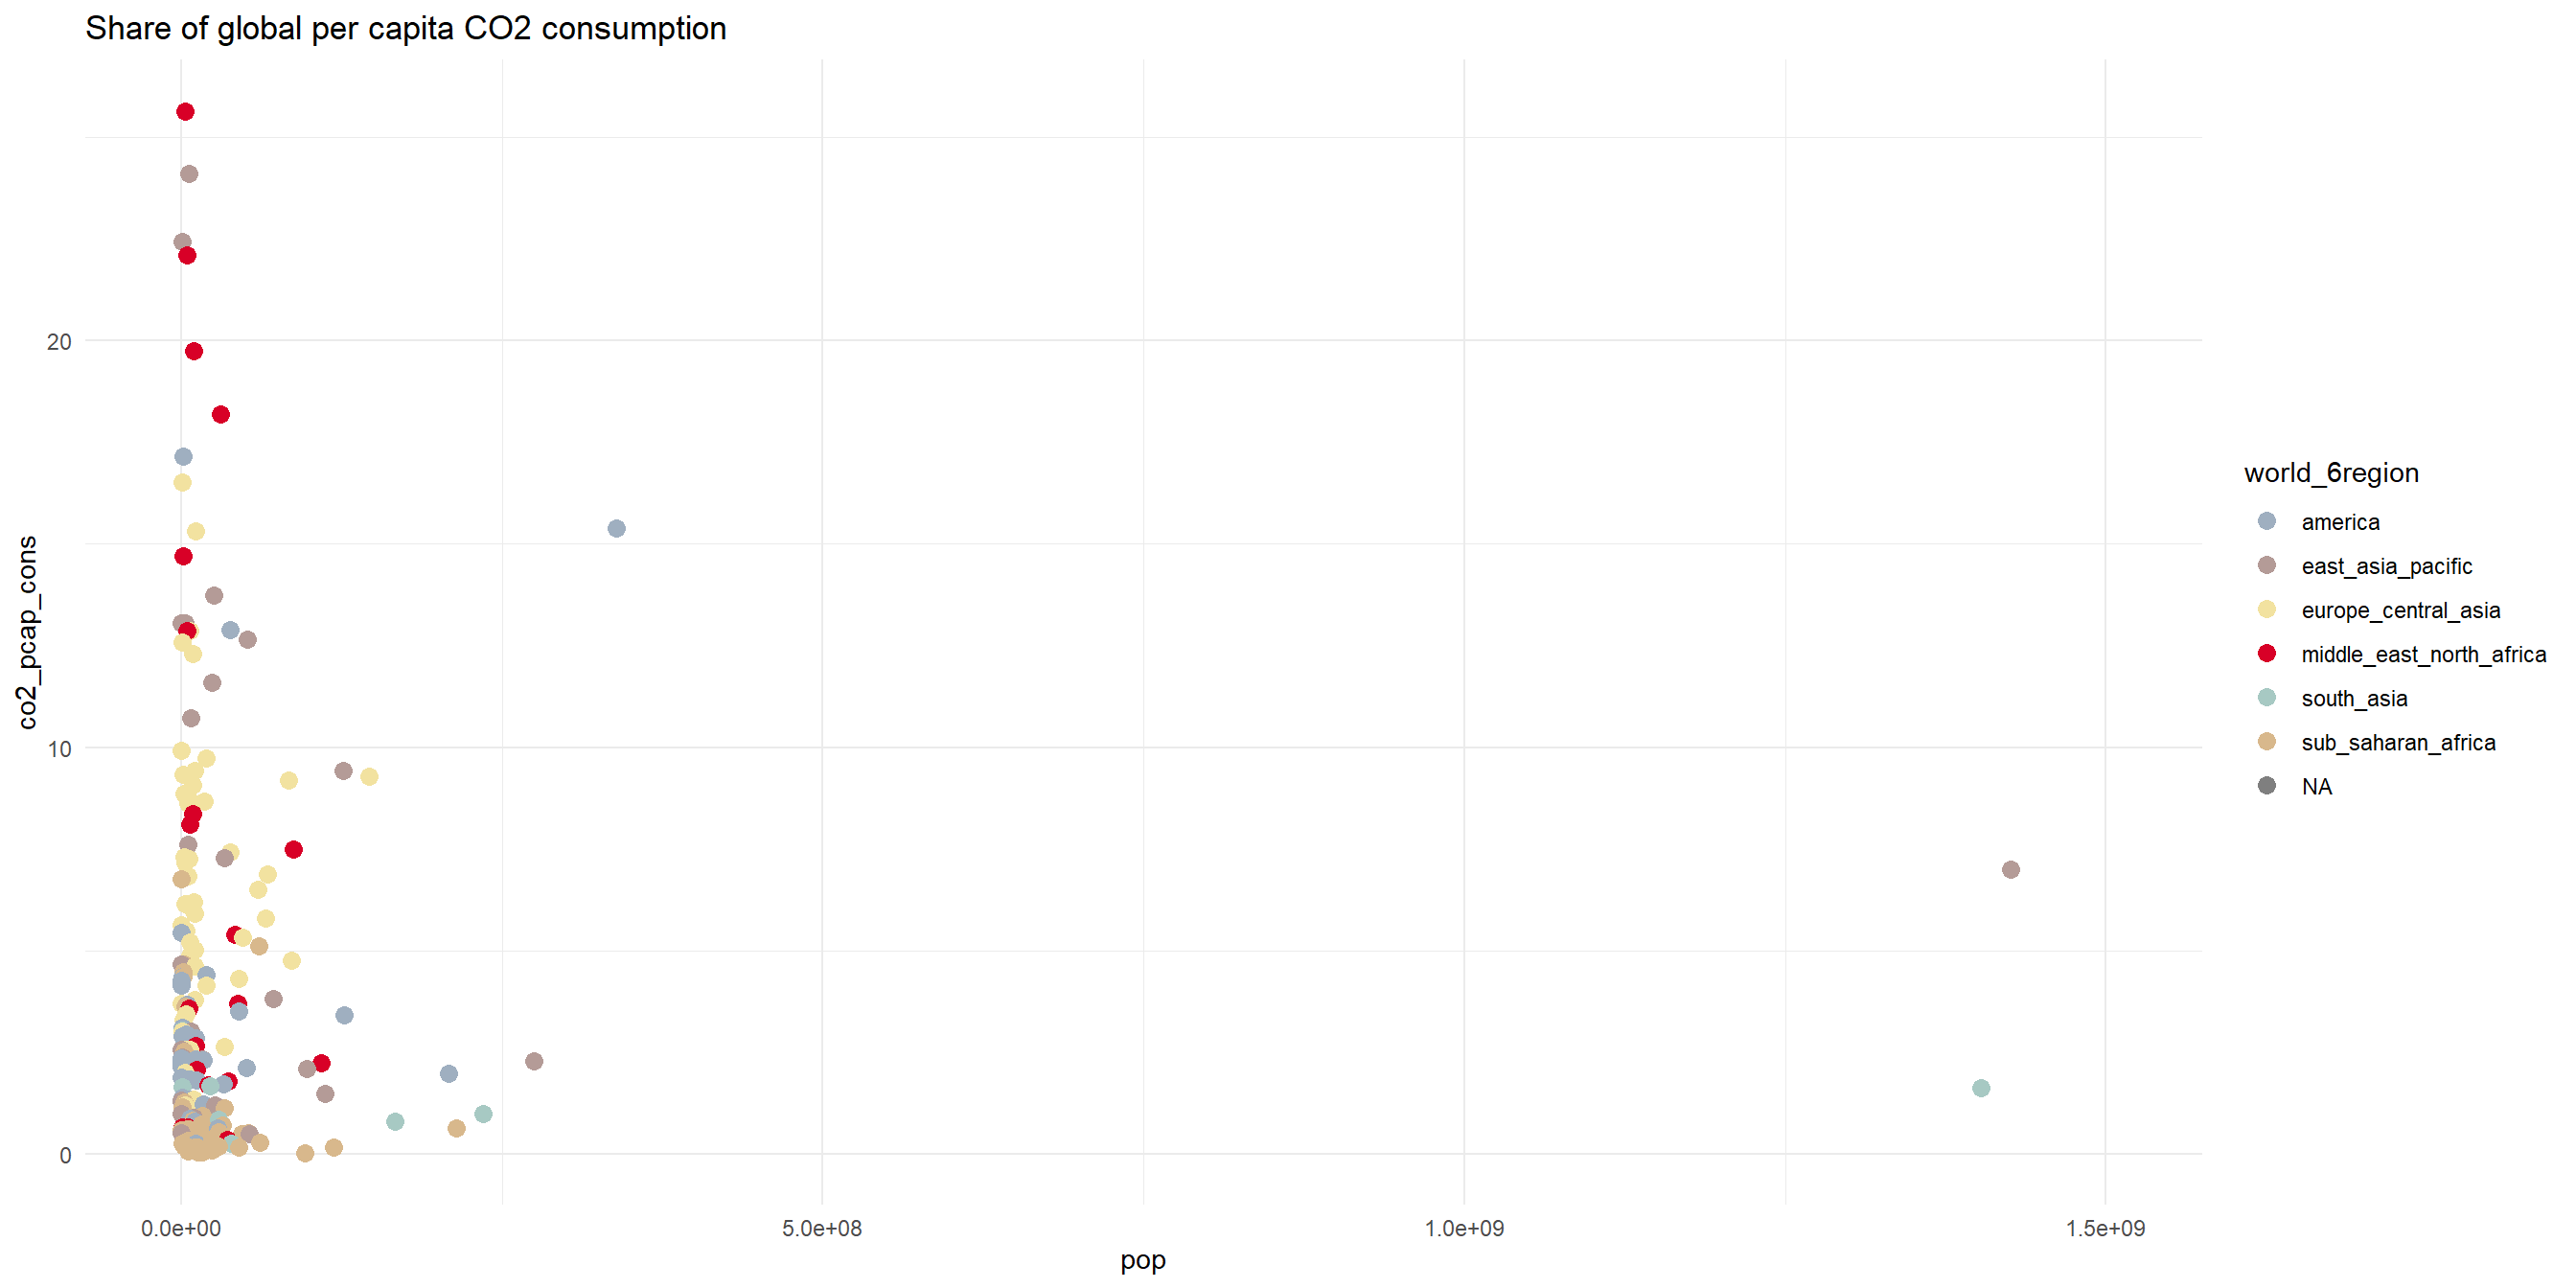 Share of global per capita CO2 consumption
co2_pcap_cons
20
10
0
0.0e+00
5.0e+08
1.0e+09
1.5e+09
pop
world_6region
america
east_asia_pacific
europe_central_asia
middle_east_north_africa
south_asia
sub_saharan_africa
NA